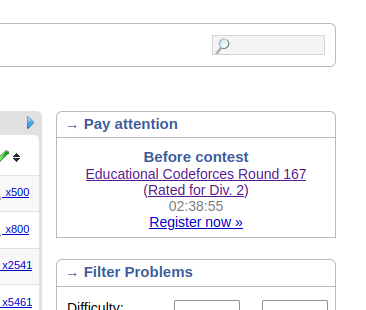 → Pay attention
Before contest
Educational Codeforces Round 167
(Rated for Div. 2)
02:38:55
Register now »
x500
x800
x2541
x5461
→ Filter Problems
Difficulty: